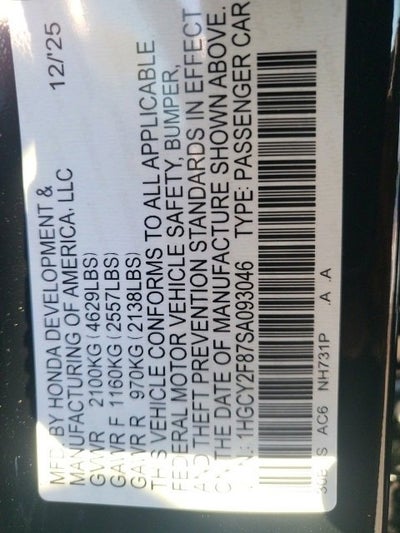 MFD BY HONDA DEVELOPMENT &
MANUFACTURING OF AMERICA, LLC 12/'25
GVWR 2100KG (4629LBS)
GAWR F 1160KG (2557LBS)
GAWR R 970KG (2138LBS)
THIS VEHICLE CONFORMS TO ALL APPLICABLE
FEDERAL MOTOR VEHICLE SAFETY, BUMPER,
AND THEFT PREVENTION STANDARDS IN EFFECT
ON THE DATE OF MANUFACTURE SHOWN ABOVE.
1HGCY2F87SA093046 TYPE: PASSENGER CAR
S AC6 NH731P .A .A